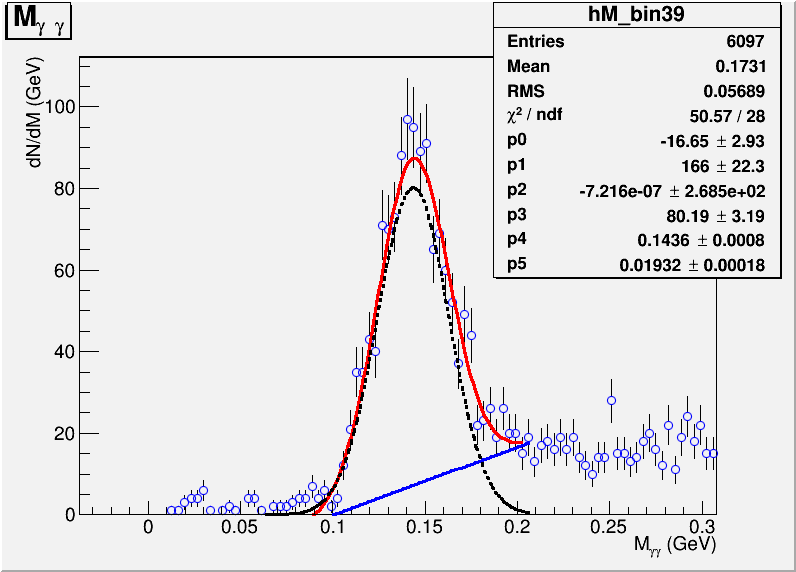 Mγ γ
hM_bin39
Entries 6097
Mean 0.1731
RMS 0.05689
χ² / ndf 50.57 / 28
p0 -16.65 ± 2.93
p1 166 ± 22.3
p2 -7.216e-07 ± 2.685e+02
p3 80.19 ± 3.19
p4 0.1436 ± 0.0008
p5 0.01932 ± 0.00018
dN/dM (GeV)
100
80
60
40
20
0
0 0.05 0.1 0.15 0.2 0.25 0.3
Mγγ (GeV)